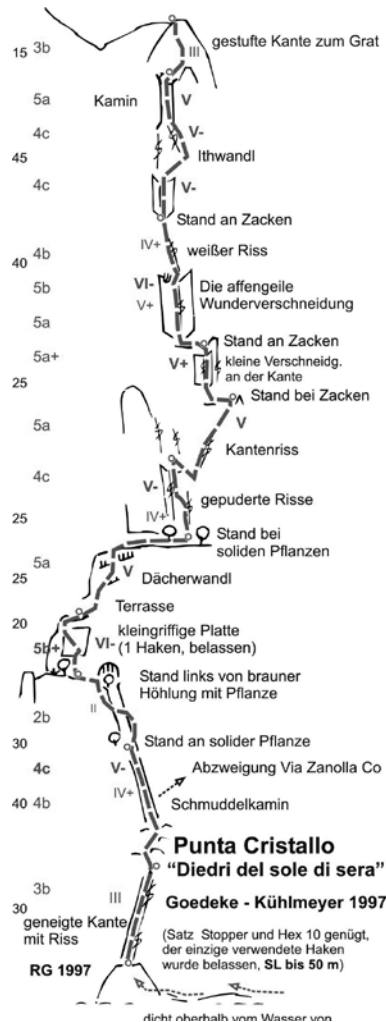 gestufte Kante zum Grat
15 3b
III
5a
Kamin
V
4c
V-
45
Ithwandl
4c
V-
Stand an Zacken
IV+
4b
weißer Riss
40
VI-
Die affengeile
5b
V+
Wunderverschneidung
5a
Stand an Zacken
5a+
V+
kleine Verschneidg.
an der Kante
25
Stand bei Zacken
5a
V
Kantenriss
4c
V-
gepuderte Risse
25
IV+
Stand bei
soliden Pflanzen
5a
V
25
Dächerwandl
Terrasse
20
kleingriffige Platte
5b+
VI-
(1 Haken, belassen)
Stand links von brauner
Höhlung mit Pflanze
2b
II
30
Stand an solider Pflanze
4c
V-
Abzweigung Via Zanolla Co
IV+
40 4b
Schmuddelkamin
Punta Cristallo
"Diedri del sole di sera"
3b
III
Goedeke - Kühlmeyer 1997
30
geneigte Kante
mit Riss
(Satz Stopper und Hex 10 genügt,
der einzige verwendete Haken
wurde belassen, SL bis 50 m)
RG 1997
dicht oberhalb vom Wasser von